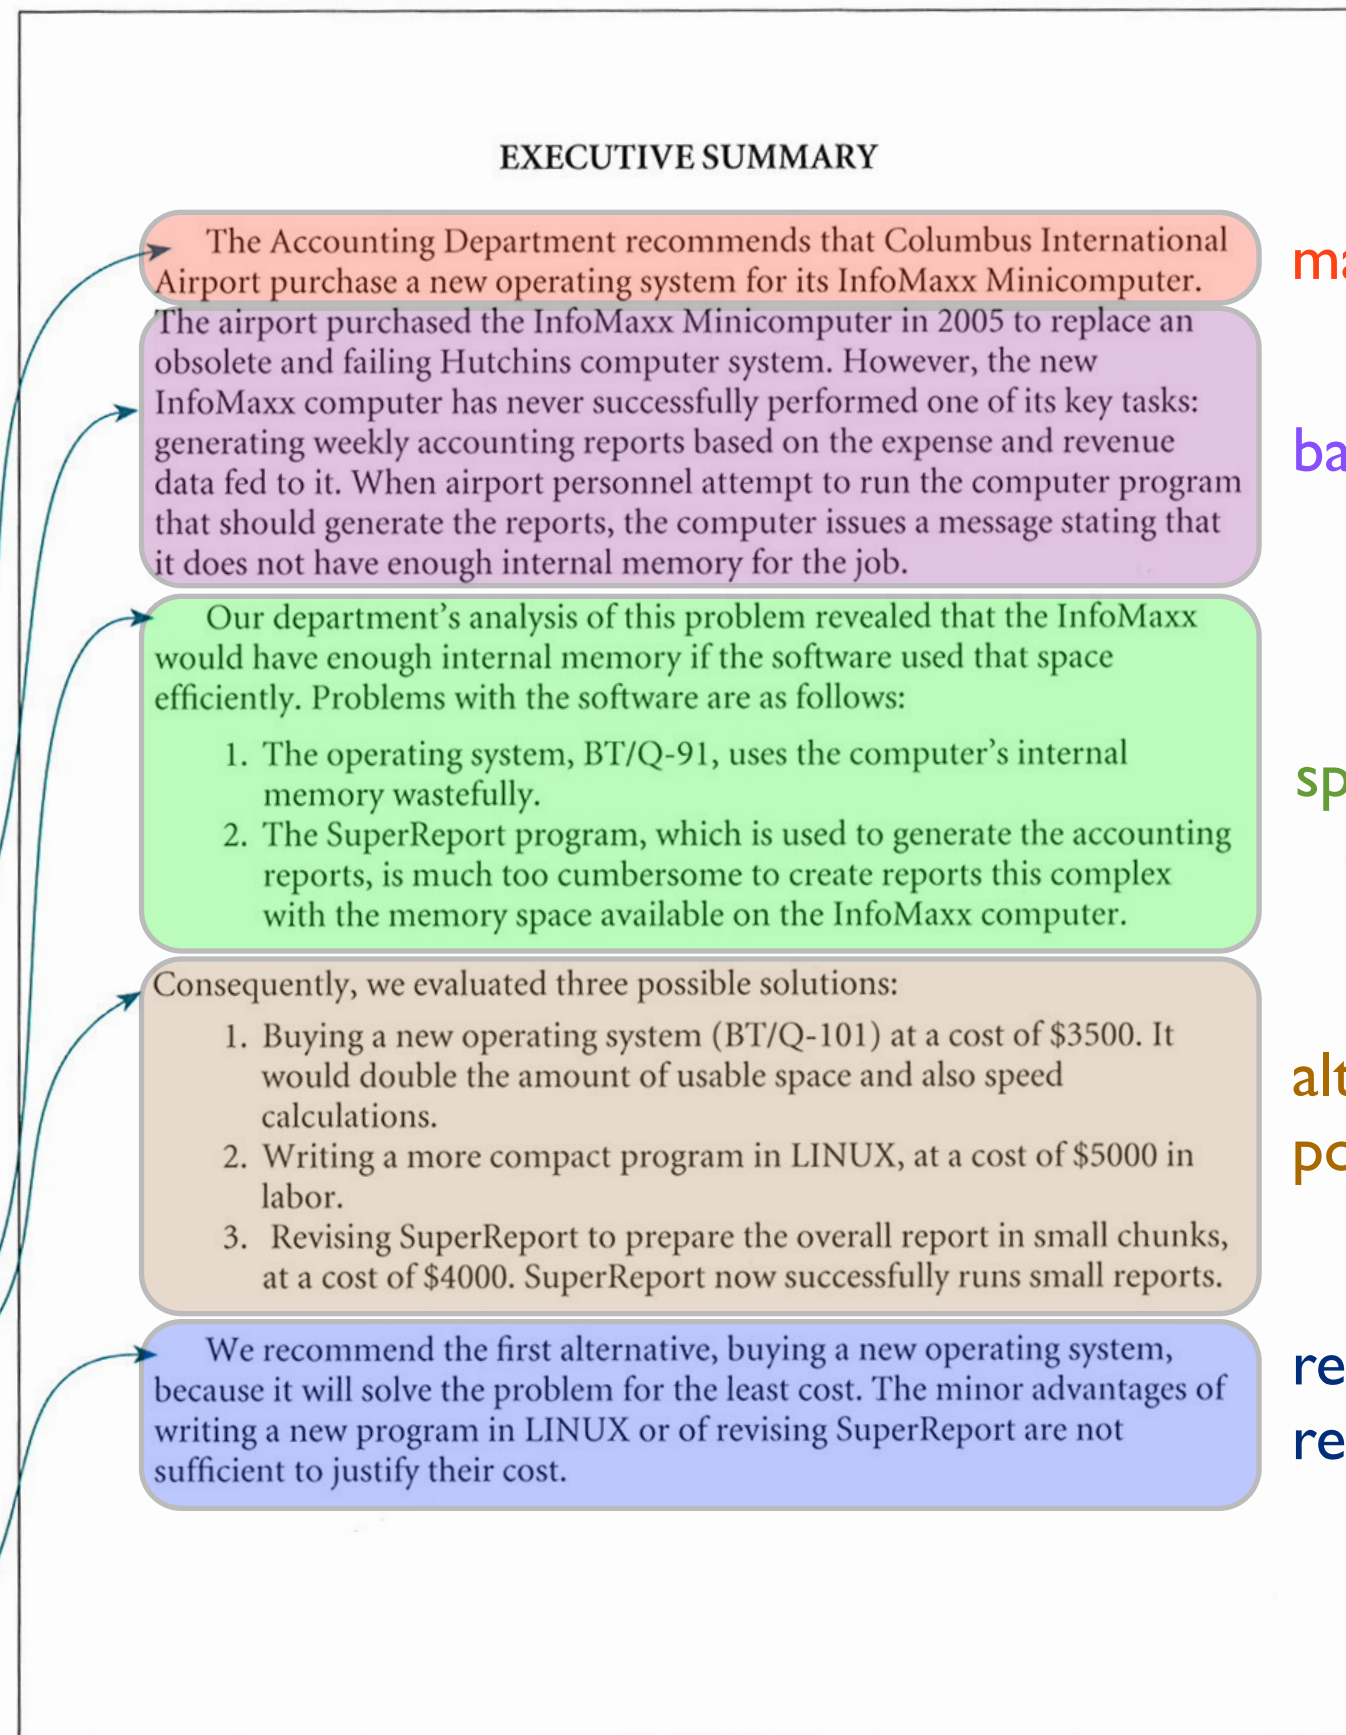 EXECUTIVE SUMMARY
The Accounting Department recommends that Columbus International
Airport purchase a new operating system for its InfoMaxx Minicomputer.
The airport purchased the InfoMaxx Minicomputer in 2005 to replace an
obsolete and failing Hutchins computer system. However, the new
InfoMaxx computer has never successfully performed one of its key tasks:
generating weekly accounting reports based on the expense and revenue
data fed to it. When airport personnel attempt to run the computer program
that should generate the reports, the computer issues a message stating that
it does not have enough internal memory for the job.
Our department's analysis of this problem revealed that the InfoMaxx
would have enough internal memory if the software used that space
efficiently. Problems with the software are as follows:
1. The operating system, BT/Q-91, uses the computer's internal
memory wastefully.
2. The SuperReport program, which is used to generate the accounting
reports, is much too cumbersome to create reports this complex
with the memory space available on the InfoMaxx computer.
Consequently, we evaluated three possible solutions:
1. Buying a new operating system (BT/Q-101) at a cost of $3500. It
would double the amount of usable space and also speed
calculations.
2. Writing a more compact program in LINUX, at a cost of $5000 in
labor.
3. Revising SuperReport to prepare the overall report in small chunks,
at a cost of $4000. SuperReport now successfully runs small reports.
We recommend the first alternative, buying a new operating system,
because it will solve the problem for the least cost. The minor advantages of
writing a new program in LINUX or of revising SuperReport are not
sufficient to justify their cost.